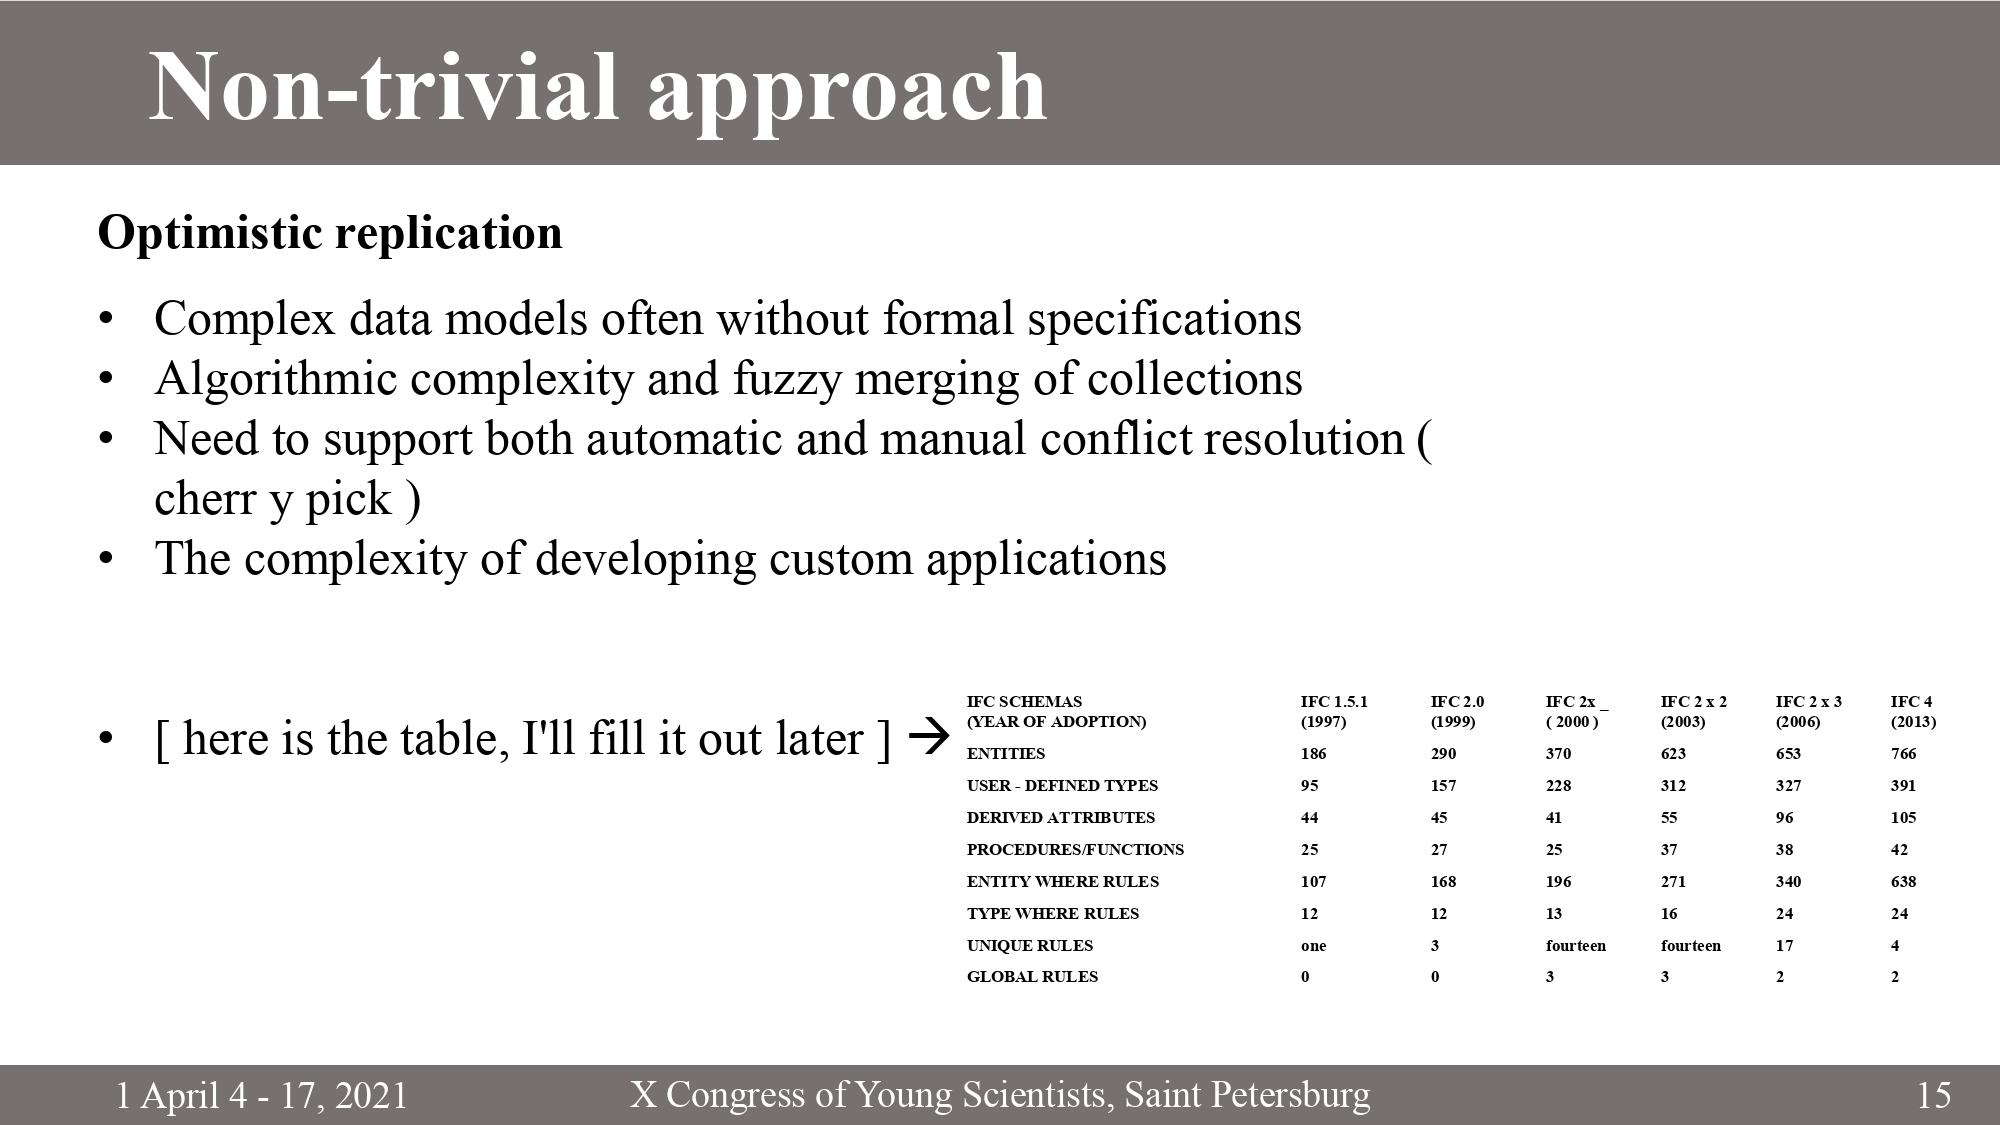 Non-trivial approach
Optimistic replication
• Complex data models often without formal specifications
• Algorithmic complexity and fuzzy merging of collections
• Need to support both automatic and manual conflict resolution (
cherr y pick )
• The complexity of developing custom applications
• [ here is the table, I'll fill it out later ] →
IFC SCHEMAS IFC 1.5.1 IFC 2.0 IFC 2x _ IFC 2 x 2 IFC 2 x 3 IFC 4
(YEAR OF ADOPTION) (1997) (1999) ( 2000 ) (2003) (2006) (2013)
ENTITIES 186 290 370 623 653 766
USER - DEFINED TYPES 95 157 228 312 327 391
DERIVED ATTRIBUTES 44 45 41 55 96 105
PROCEDURES/FUNCTIONS 25 27 25 37 38 42
ENTITY WHERE RULES 107 168 196 271 340 638
TYPE WHERE RULES 12 12 13 16 24 24
UNIQUE RULES one 3 fourteen fourteen 17 4
GLOBAL RULES 0 0 3 3 2 2
1 April 4 - 17, 2021 X Congress of Young Scientists, Saint Petersburg 15